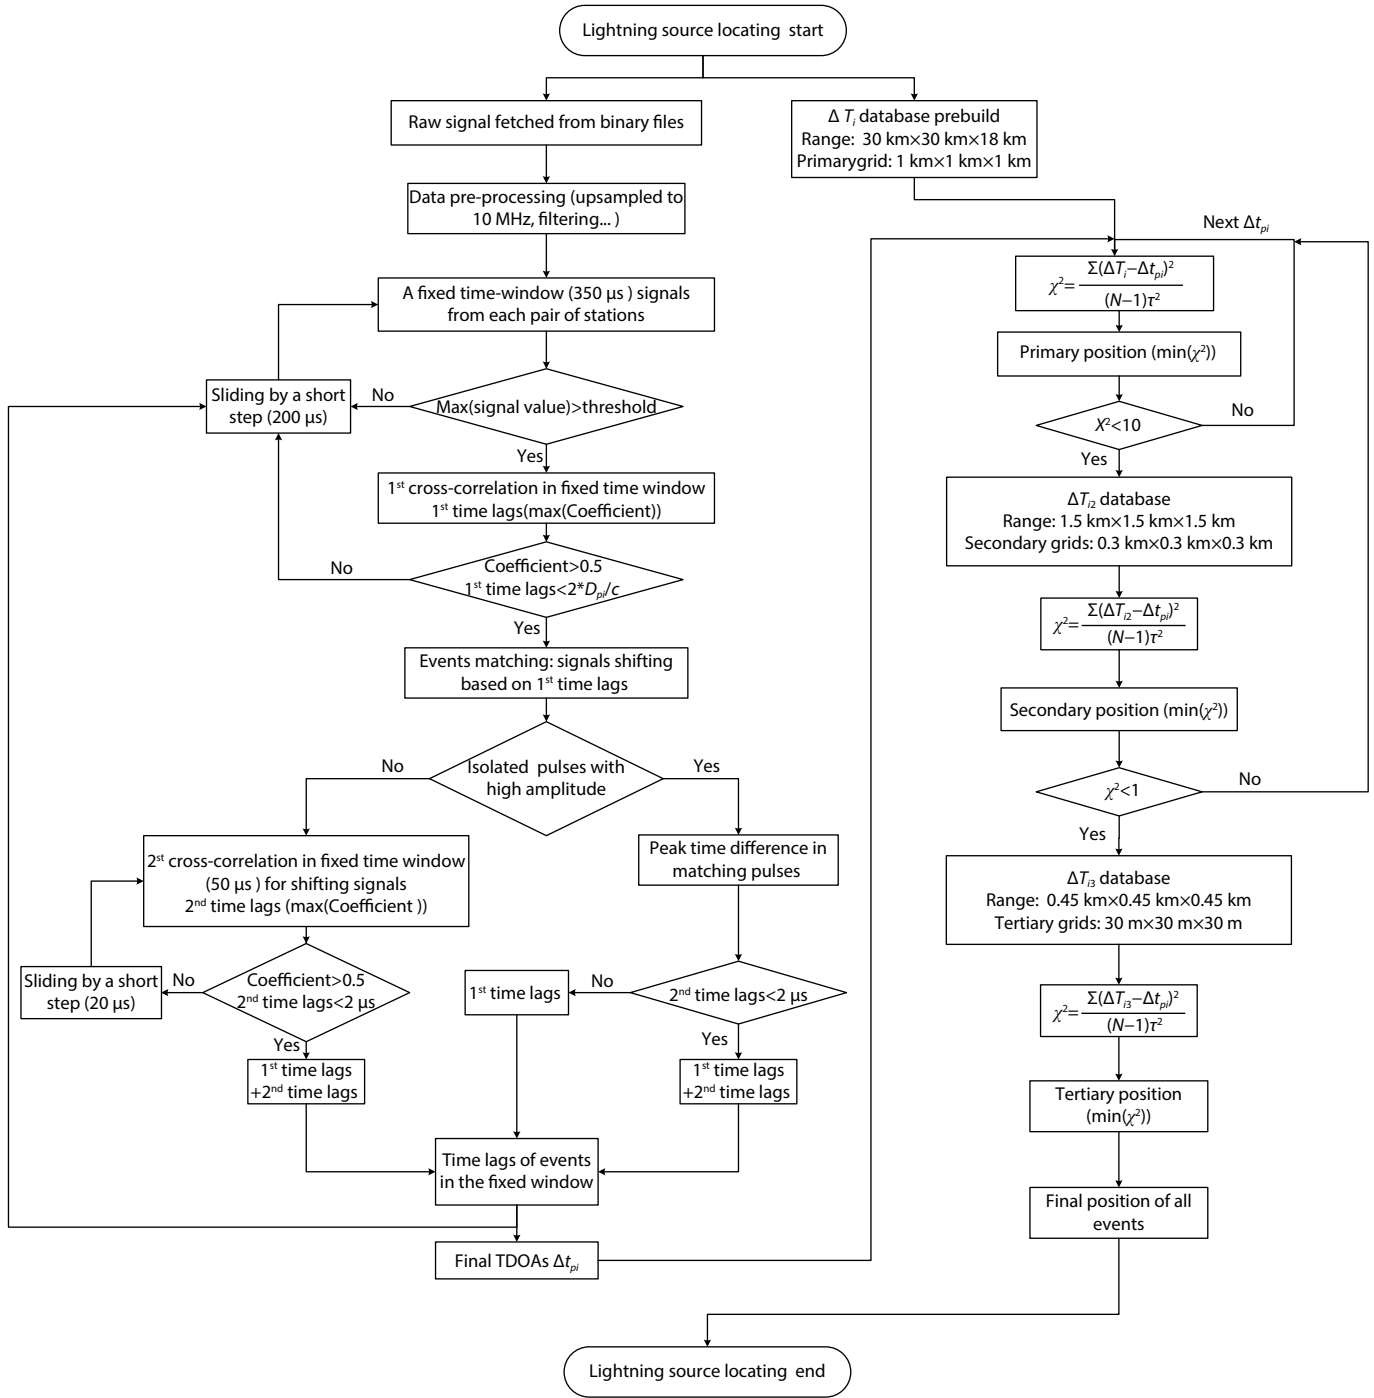 Lightning source locating start
Raw signal fetched from binary files
Δ Tᵢ database prebuild
Range: 30 km×30 km×18 km
Primarygrid: 1 km×1 km×1 km
Data pre-processing (upsampled to
10 MHz, filtering... )
A fixed time-window (350 μs ) signals
from each pair of stations
Sliding by a short
step (200 μs)
No
Max(signal value)>threshold
Yes
1st cross-correlation in fixed time window
1st time lags(max(Coefficient))
No
Coefficient>0.5
1st time lags<2*Dpi/c
Yes
Events matching: signals shifting
based on 1st time lags
No
Isolated pulses with
high amplitude
Yes
2st cross-correlation in fixed time window
(50 μs ) for shifting signals
2nd time lags (max(Coefficient ))
Peak time difference in
matching pulses
Sliding by a short
step (20 μs)
No
Coefficient>0.5
2nd time lags<2 μs
Yes
1st time lags
+2nd time lags
1st time lags
No
2nd time lags<2 μs
Yes
1st time lags
+2nd time lags
Time lags of events
in the fixed window
Final TDOAs Δtpi
Next Δtpi
χ²= Σ(ΔTi−Δtpi)²
(N−1)τ²
Primary position (min(χ²))
X²<10
No
Yes
ΔTi2 database
Range: 1.5 km×1.5 km×1.5 km
Secondary grids: 0.3 km×0.3 km×0.3 km
χ²= Σ(ΔTi2−Δtpi)²
(N−1)τ²
Secondary position (min(χ²))
χ²<1
No
Yes
ΔTi3 database
Range: 0.45 km×0.45 km×0.45 km
Tertiary grids: 30 m×30 m×30 m
χ²= Σ(ΔTi3−Δtpi)²
(N−1)τ²
Tertiary position
(min(χ²))
Final position of all
events
Lightning source locating end